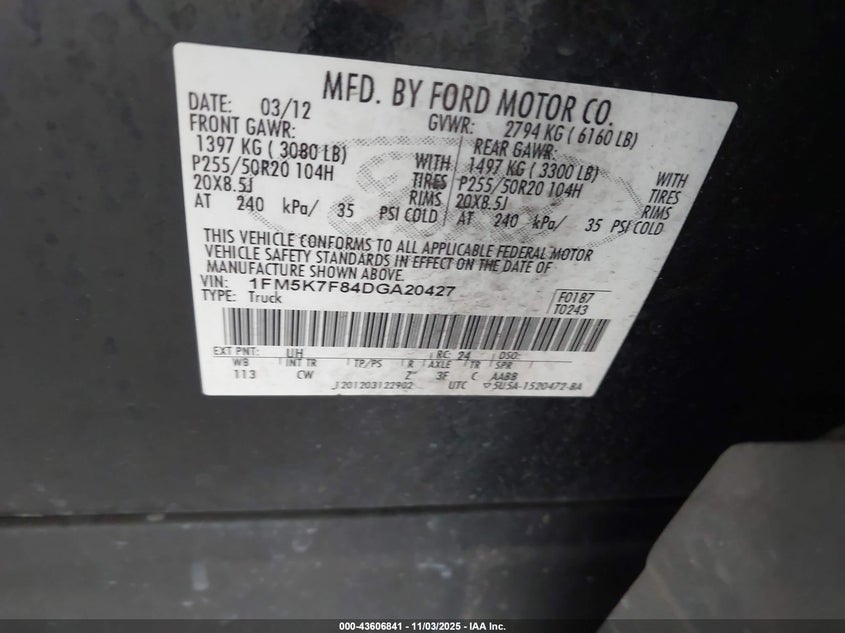 MFD. BY FORD MOTOR CO.
DATE: 03/12
GVWR: 2794 KG ( 6160 LB)
FRONT GAWR:
1397 KG ( 3080 LB)
P255/50R20 104H
20X8.5J
WITH
TIRES
RIMS
AT 240 kPa/ 35 PSI COLD
REAR GAWR:
1497 KG ( 3300 LB)
P255/50R20 104H
20X8.5J
WITH
TIRES
RIMS
AT 240 kPa/ 35 PSI COLD
THIS VEHICLE CONFORMS TO ALL APPLICABLE FEDERAL MOTOR
VEHICLE SAFETY STANDARDS IN EFFECT ON THE DATE OF
MANUFACTURE SHOWN ABOVE.
VIN: 1FM5K7F84DGA20427
TYPE: Truck
F0187
T0243
EXT PNT: UH RC: 24 DSO:
WB INT TR TP/PS R AXLE TR SPR
113 CW Z 3F C AABB
J201203122902 UTC 5U5A-1520472-BA
000-43606841 - 11/03/2025 - IAA Inc.